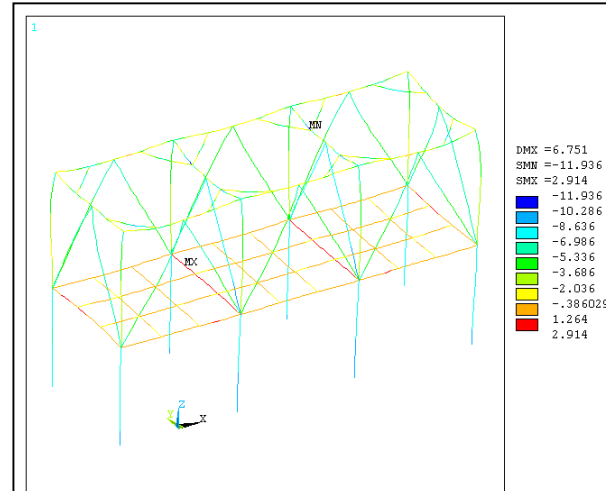 1
MN
DMX =6.751
SMN =-11.936
SMX =2.914
-11.936
-10.286
-8.636
-6.986
-5.336
-3.686
-2.036
-.386029
1.264
2.914
MX
Z
Y
X